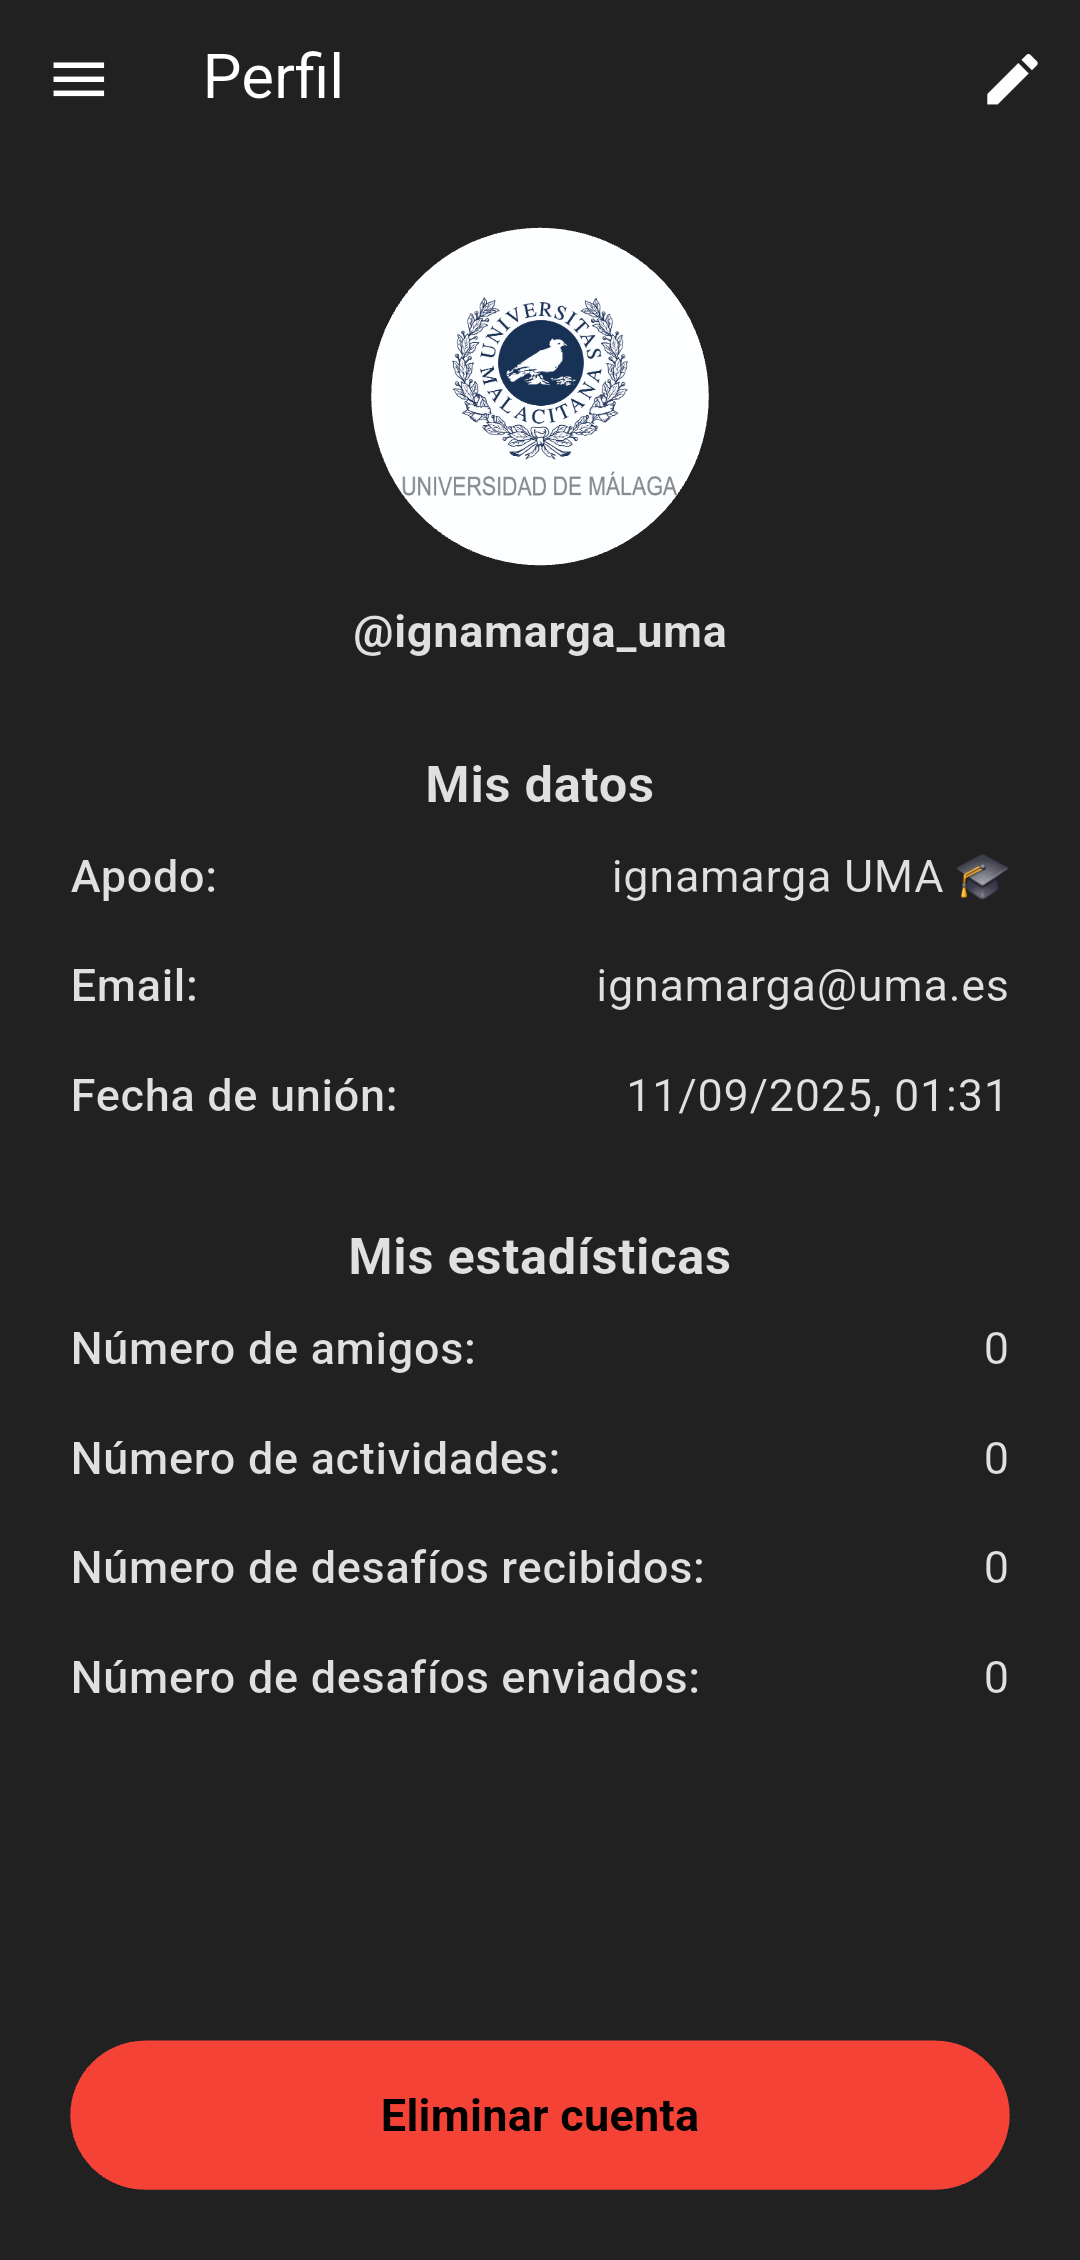 Perfil
UNIVERSITAS
MALACITANA
UNIVERSIDAD DE MÁLAGA
@ignamarga_uma
Mis datos
Apodo: ignamarga UMA 🎓
Email: ignamarga@uma.es
Fecha de unión: 11/09/2025, 01:31
Mis estadísticas
Número de amigos: 0
Número de actividades: 0
Número de desafíos recibidos: 0
Número de desafíos enviados: 0
Eliminar cuenta